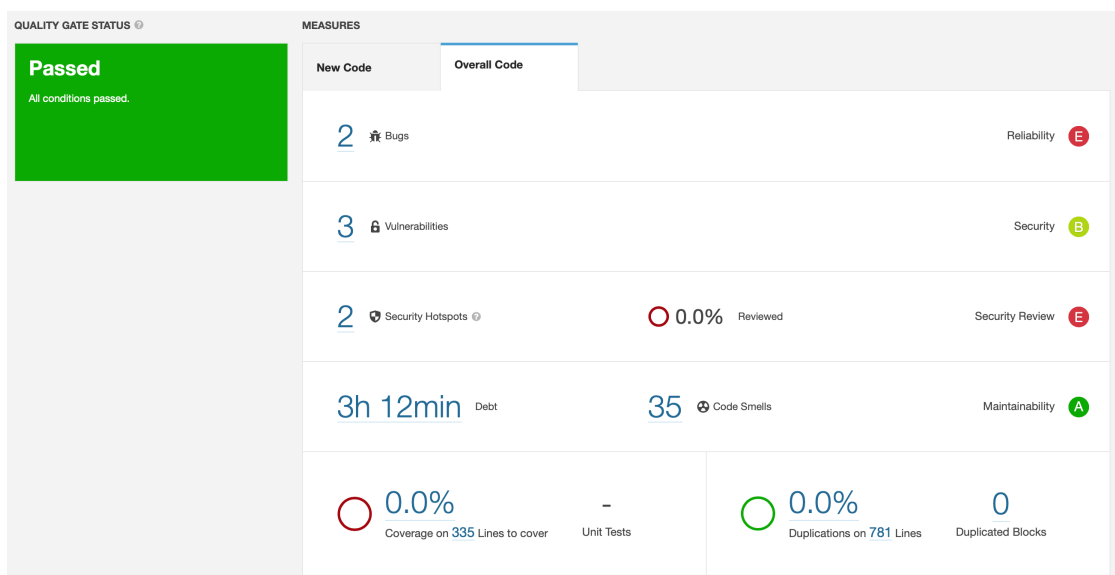 QUALITY GATE STATUS
MEASURES
Passed
All conditions passed.
New Code
Overall Code
2 Bugs
Reliability E
3 Vulnerabilities
Security B
2 Security Hotspots ?
0.0% Reviewed
Security Review E
3h 12min Debt
35 Code Smells
Maintainability A
0.0%
Coverage on 335 Lines to cover
-
Unit Tests
0.0%
Duplications on 781 Lines
0
Duplicated Blocks